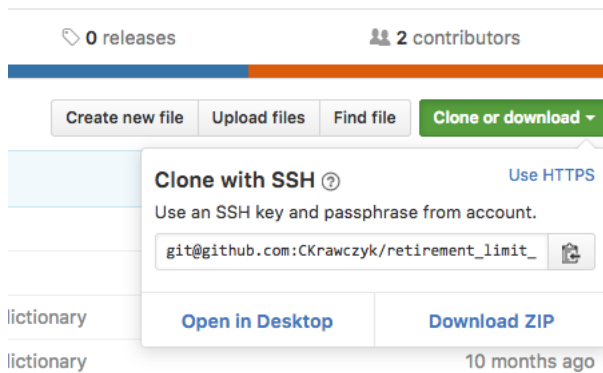 0 releases
2 contributors
Create new file
Upload files
Find file
Clone or download
Clone with SSH
Use HTTPS
Use an SSH key and passphrase from account.
git@github.com:CKrawczyk/retirement_limit_
Open in Desktop
Download ZIP
lictionary
lictionary
10 months ago